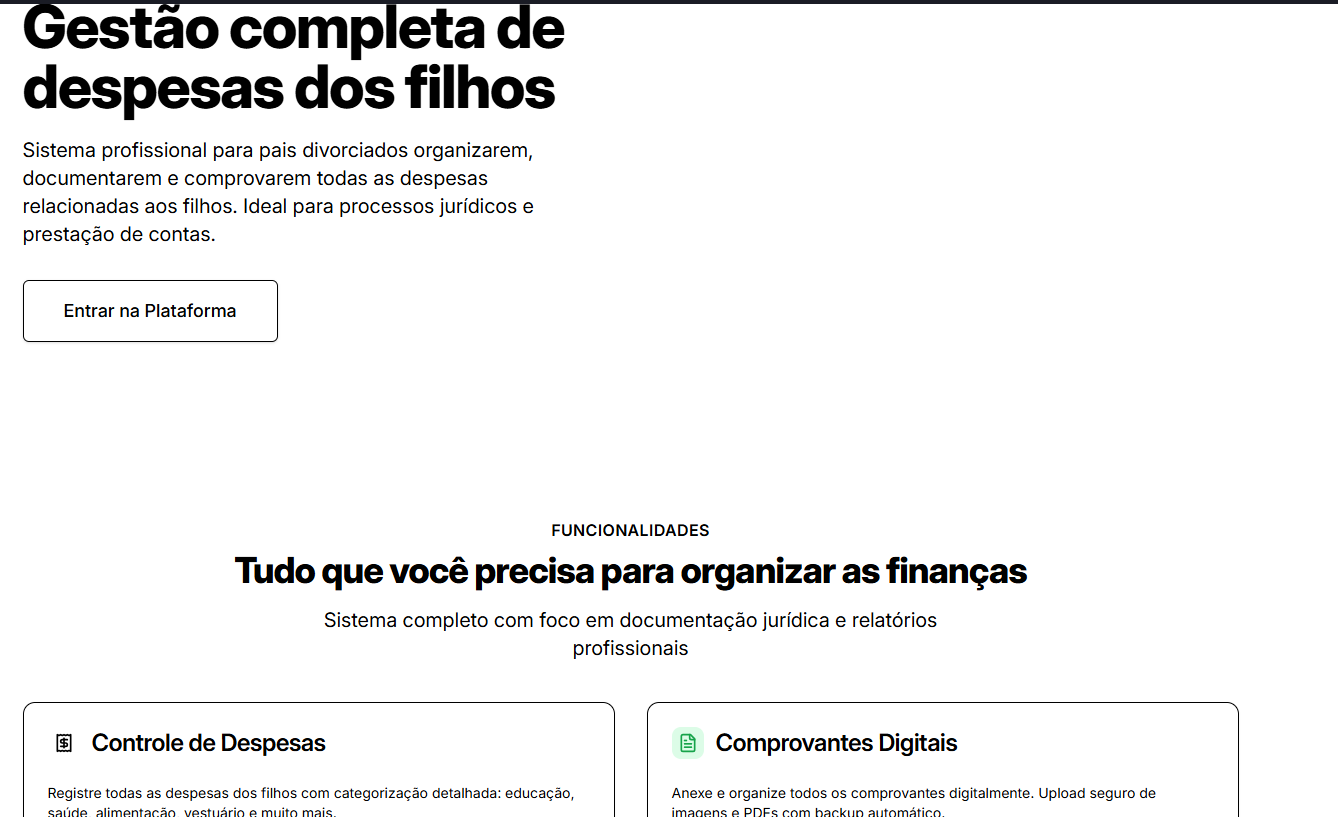 Gestão completa de
despesas dos filhos
Sistema profissional para pais divorciados organizarem,
documentarem e comprovarem todas as despesas
relacionadas aos filhos. Ideal para processos jurídicos e
prestação de contas.
Entrar na Plataforma
FUNCIONALIDADES
Tudo que você precisa para organizar as finanças
Sistema completo com foco em documentação jurídica e relatórios
profissionais
Controle de Despesas
Registre todas as despesas dos filhos com categorização detalhada: educação,
saúde, alimentação, vestuário e muito mais.
Comprovantes Digitais
Anexe e organize todos os comprovantes digitalmente. Upload seguro de
imagens e PDFs com backup automático.